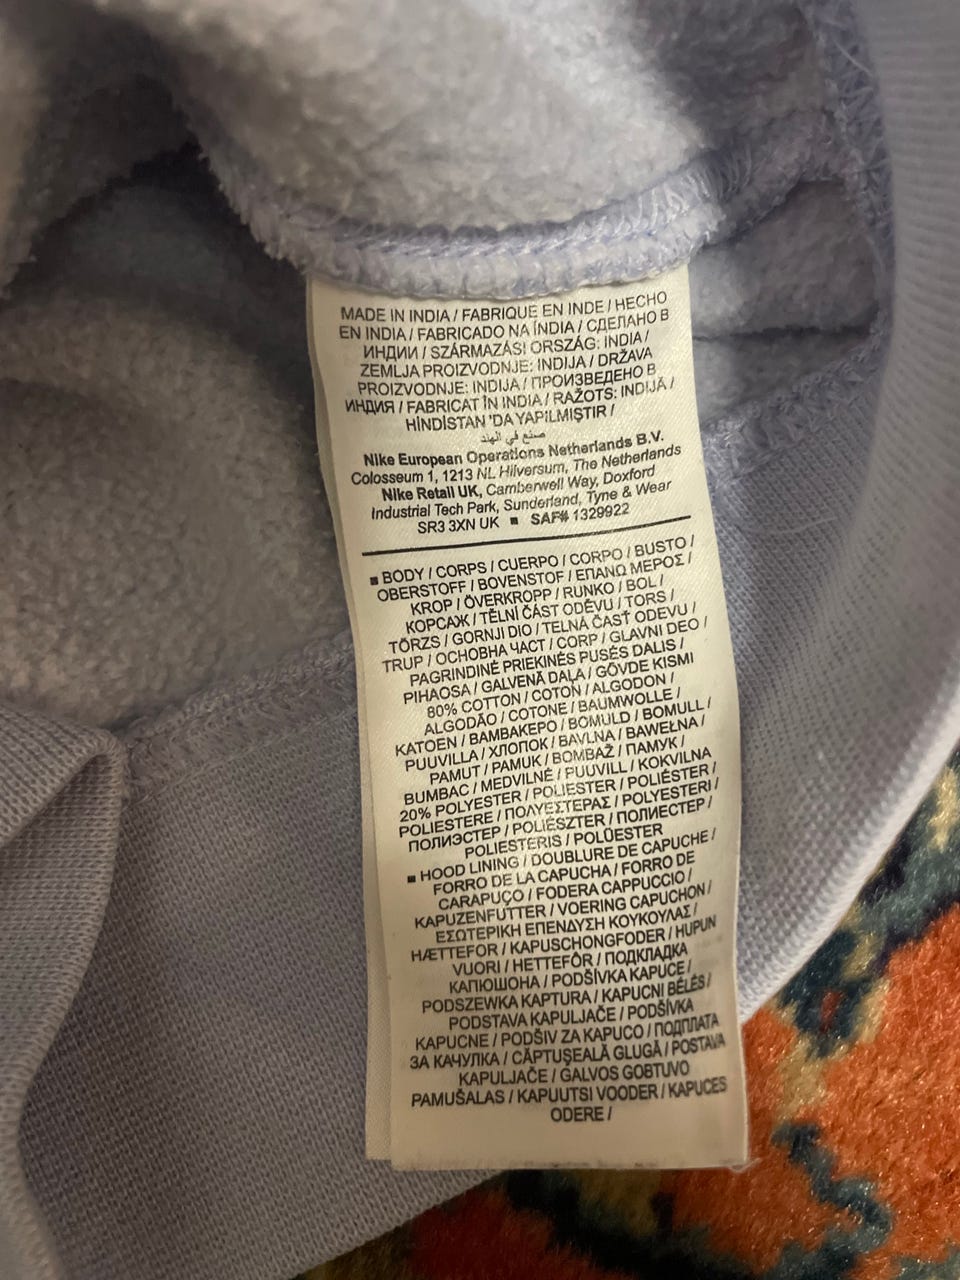 MADE IN INDIA / FABRIQUÉ EN INDE / HECHO
EN INDIA / FABRICADO NA ÍNDIA / СДЕЛАНО В
ИНДИИ / SZÁRMAZÁSI ORSZÁG: INDIA /
ZEMLJA PROIZVODNJE: INDIJA / DRŽAVA
PROIZVODNJE: INDIJA / ПРОИЗВЕДЕНО В
ИНДИЯ / FABRICAT ÎN INDIA / RAŽOTS: INDIJĀ /
HİNDİSTAN 'DA YAPILMIŞTIR /
صنع في الهند
Nike European Operations Netherlands B.V.
Colosseum 1, 1213 NL Hilversum, The Netherlands
Nike Retail UK, Camberwell Way, Doxford
Industrial Tech Park, Sunderland, Tyne & Wear
SR3 3XN UK ▪ SAF# 1329922
▪ BODY / CORPS / CUERPO / CORPO / BUSTO /
OBERSTOFF / BOVENSTOF / ΕΠΑΝΩ ΜΕΡΟΣ /
KROP / ÖVERKROPP / RUNKO / BOL /
КОРСАЖ / TĚLNÍ ČÁST ODĚVU / TORS /
TÖRZS / GORNJI DIO / TELNÁ ČASŤ ODEVU /
TRUP / ОСНОВНА ЧАСТ / CORP / GLAVNI DEO /
PAGRINDINĖ PRIEKINĖS PUSĖS DALIS /
PIHAOSA / GALVENĀ DAĻA / GÖVDE KISMI
80% COTTON / COTON / ALGODON /
ALGODÃO / COTONE / BAUMWOLLE /
KATOEN / ΒΑΜΒΑΚΕΡΟ / BOMULD / BOMULL /
PUUVILLA / ХЛОПОК / BAVLNA / BAWEŁNA /
PAMUT / PAMUK / BOMBAŽ / ПАМУК /
BUMBAC / MEDVILNĖ / PUUVILL / KOKVILNA
20% POLYESTER / POLIESTER / POLIÉSTER /
POLIESTERE / ΠΟΛΥΕΣΤΕΡΑΣ / POLYESTERI /
ПОЛИЭСТЕР / POLIÉSZTER / ПОЛИЕСТЕР /
POLIESTERIS / POLÜESTER
▪ HOOD LINING / DOUBLURE DE CAPUCHE /
FORRO DE LA CAPUCHA / FORRO DE
CARAPUÇO / FODERA CAPPUCCIO /
KAPUZENFUTTER / VOERING CAPUCHON /
ΕΣΩΤΕΡΙΚΗ ΕΠΕΝΔΥΣΗ ΚΟΥΚΟΥΛΑΣ /
HÆTTEFOR / KAPUSCHONGFODER / HUPUN
VUORI / HETTEFÔR / ПОДКЛАДКА
КАПЮШОНА / PODŠÍVKA KAPUCE /
PODSZEWKA KAPTURA / KAPUCNI BÉLÉS /
PODSTAVA KAPULJAČE / PODŠÍVKA
KAPUCNE / PODŠIV ZA KAPUCO / ПОДПЛАТА
ЗА КАЧУЛКА / CĂPTUŞEALĂ GLUGĂ / POSTAVA
KAPULJAČE / GALVOS GOBTUVO
PAMUŠALAS / KAPUUTSI VOODER / KAPUCES
ODERE /